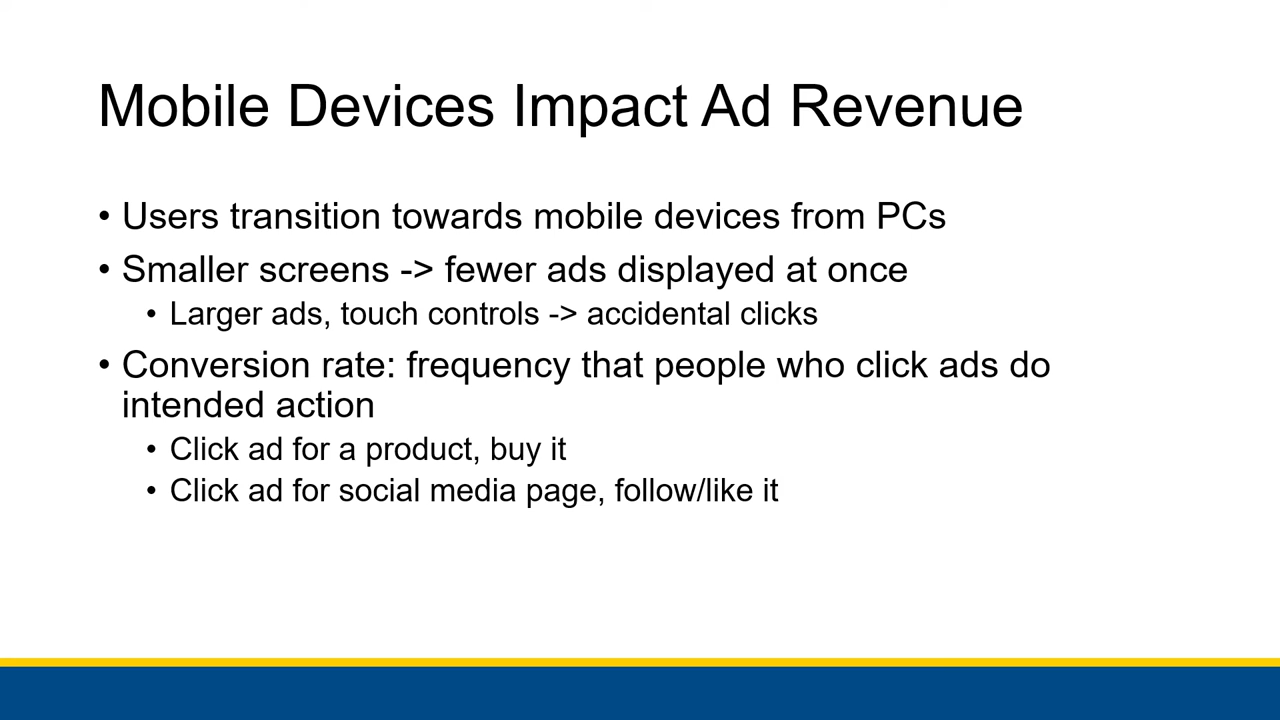 Mobile Devices Impact Ad Revenue
• Users transition towards mobile devices from PCs
• Smaller screens -> fewer ads displayed at once
• Larger ads, touch controls -> accidental clicks
• Conversion rate: frequency that people who click ads do
intended action
• Click ad for a product, buy it
• Click ad for social media page, follow/like it